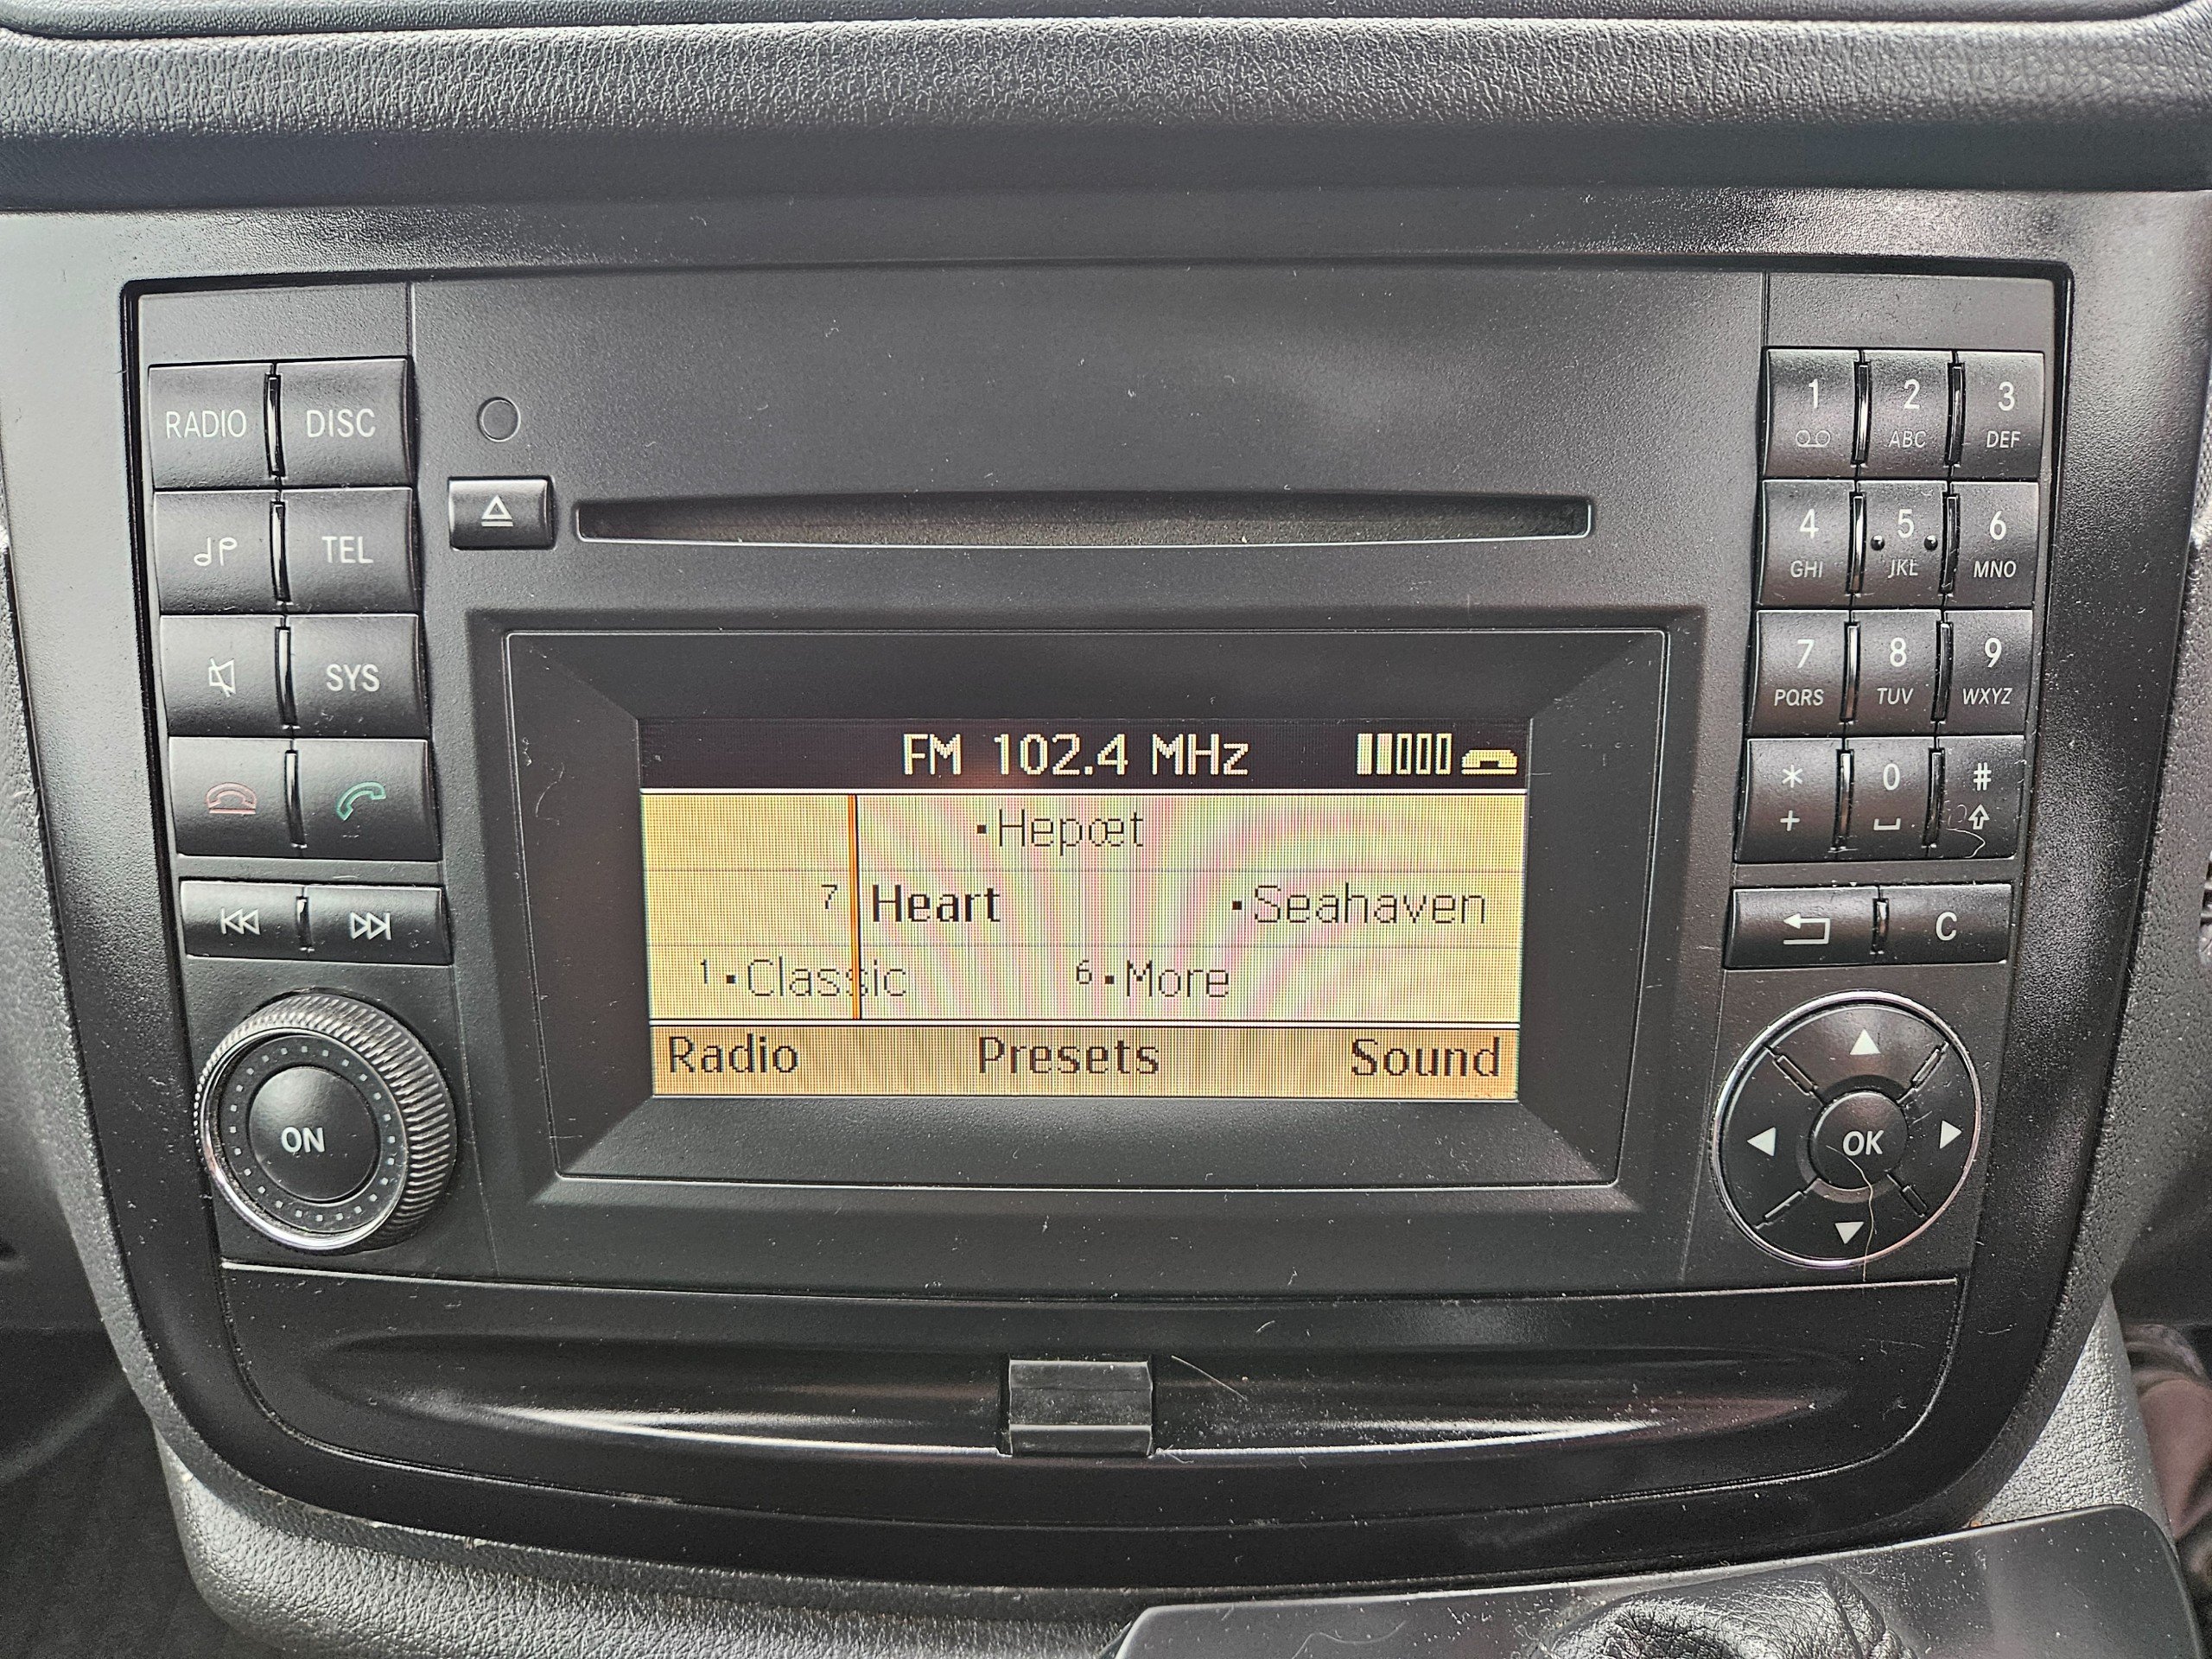 RADIO DISC
TEL
SYS
ON
FM 102.4 MHz
·Hepœt
7 Heart ·Seahaven
1·Classic 6·More
Radio Presets Sound
1 2 ABC 3 DEF
4 GHI 5 JKL 6 MNO
7 PQRS 8 TUV 9 WXYZ
* + 0 #
C
OK